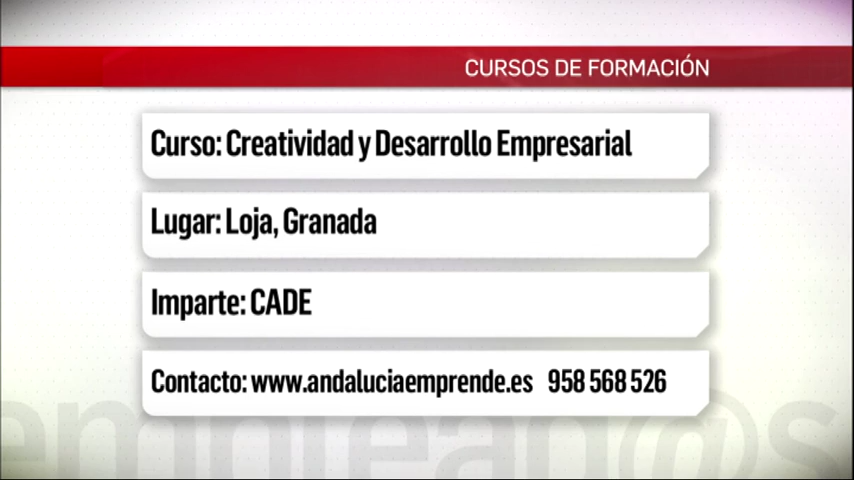 CURSOS DE FORMACIÓN
Curso: Creatividad y Desarrollo Empresarial
Lugar: Loja, Granada
Imparte: CADE
Contacto: www.andaluciaemprende.es 958 568 526
emplead@s